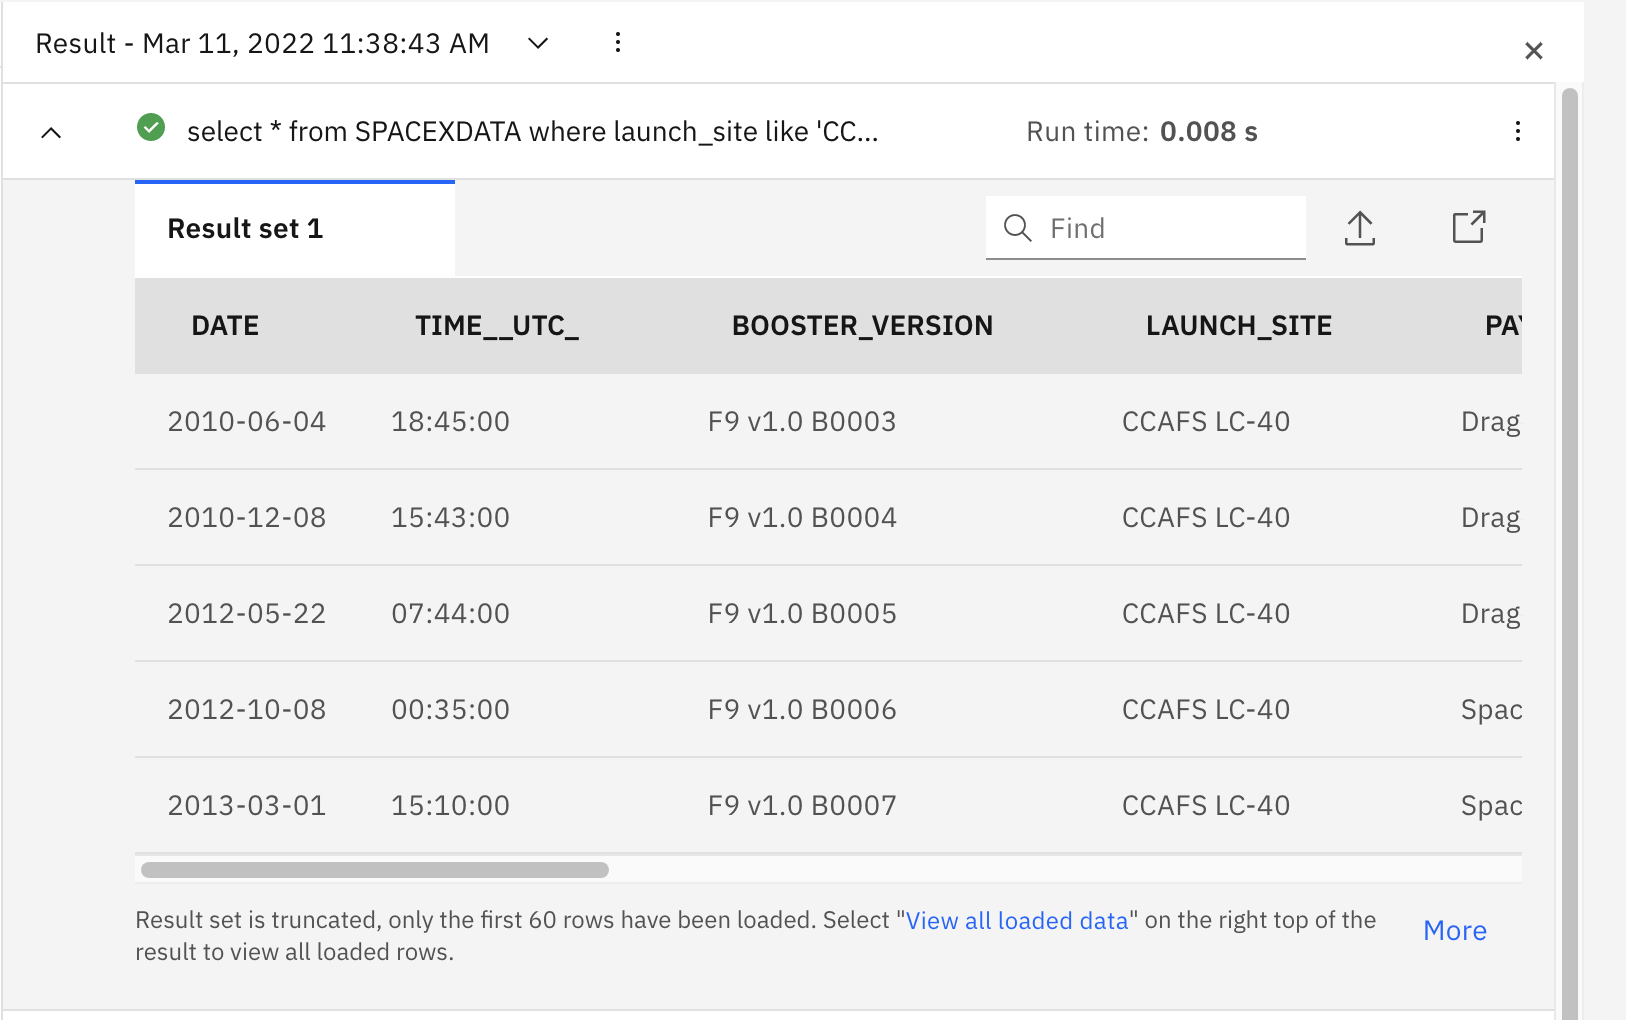 Result - Mar 11, 2022 11:38:43 AM
select * from SPACEXDATA where launch_site like 'CC... Run time: 0.008 s
Result set 1 Find
DATE TIME__UTC_ BOOSTER_VERSION LAUNCH_SITE PAY
2010-06-04 18:45:00 F9 v1.0 B0003 CCAFS LC-40 Drag
2010-12-08 15:43:00 F9 v1.0 B0004 CCAFS LC-40 Drag
2012-05-22 07:44:00 F9 v1.0 B0005 CCAFS LC-40 Drag
2012-10-08 00:35:00 F9 v1.0 B0006 CCAFS LC-40 Spac
2013-03-01 15:10:00 F9 v1.0 B0007 CCAFS LC-40 Spac
Result set is truncated, only the first 60 rows have been loaded. Select "View all loaded data" on the right top of the
result to view all loaded rows.
More